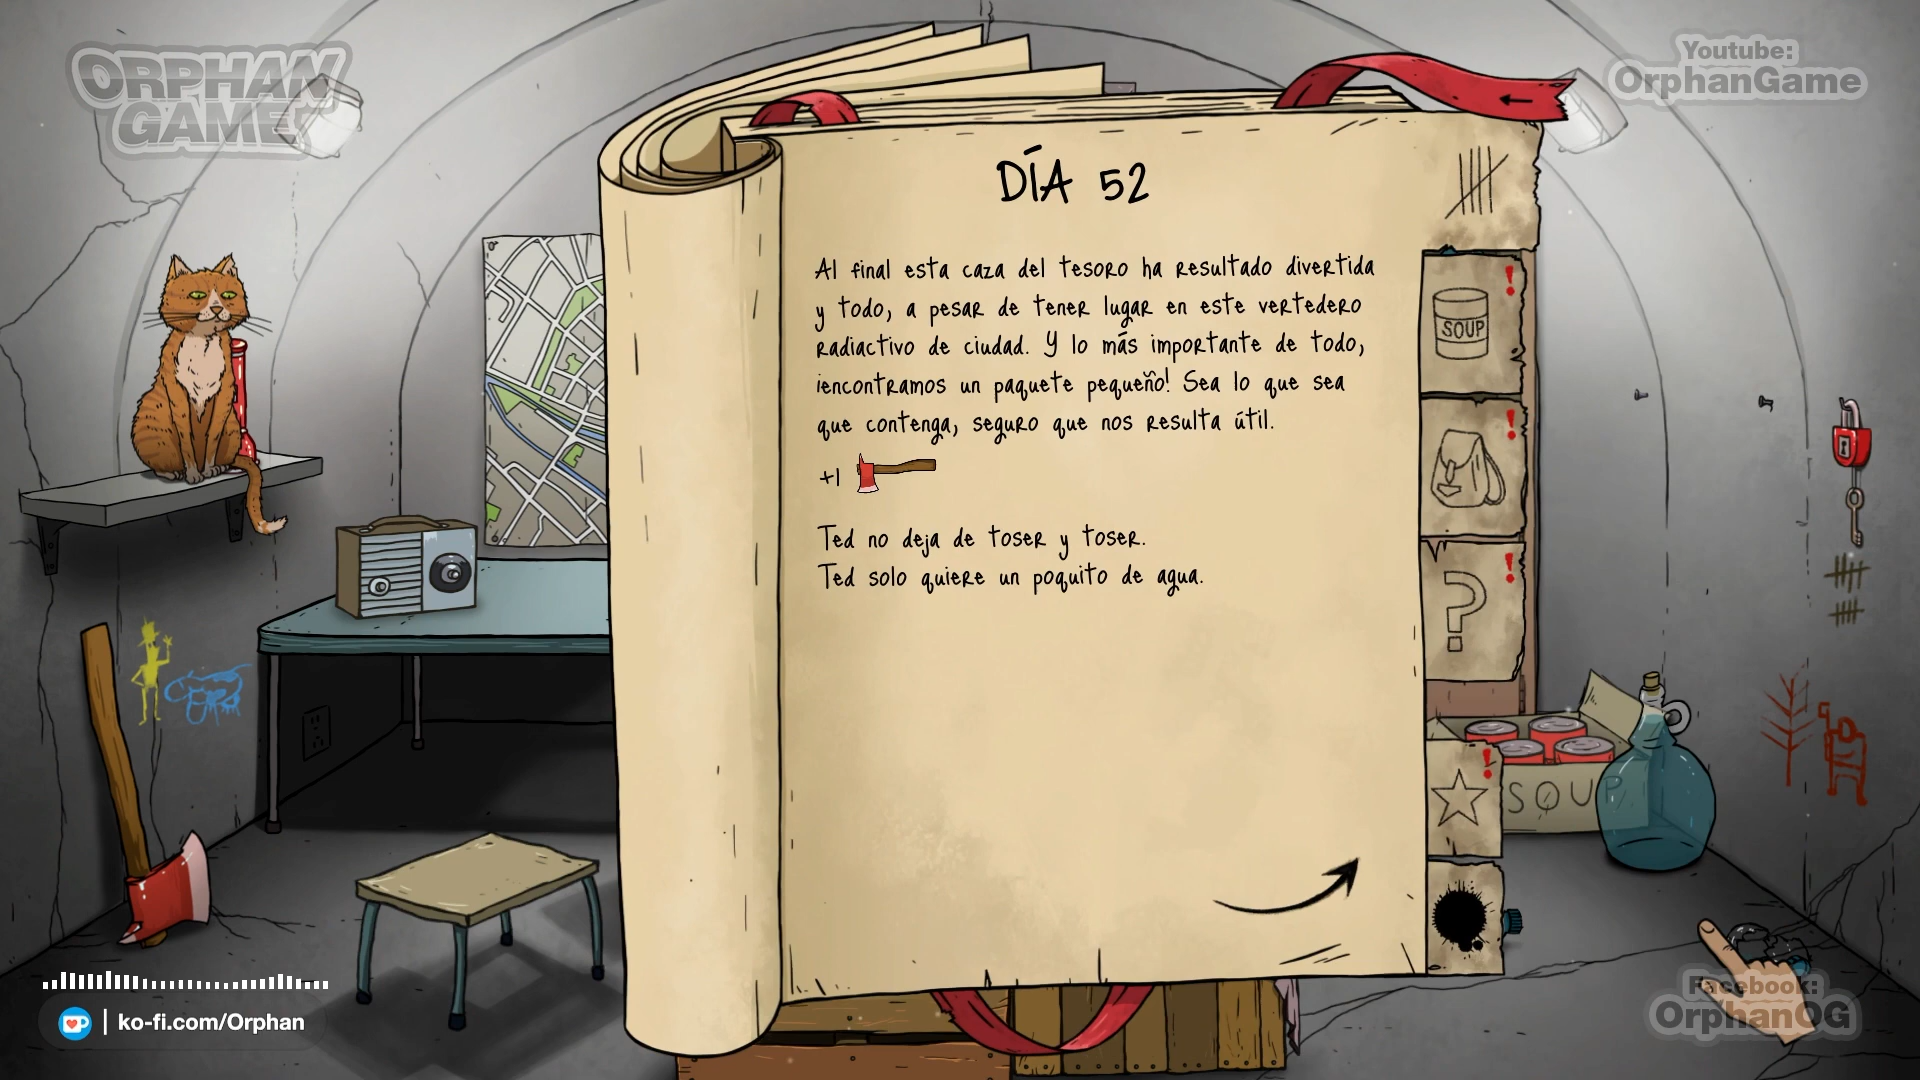 ORPHAN
GAME
Youtube:
OrphanGame
DÍA 52
Al final esta caza del tesoro ha resultado divertida
y todo, a pesar de tener lugar en este vertedero
radiactivo de ciudad. Y lo más importante de todo,
¡encontramos un paquete pequeño! Sea lo que sea
que contenga, seguro que nos resulta útil.
+1
Ted no deja de toser y toser.
Ted solo quiere un poquito de agua.
!
SOUP
!
!
?
!
SOUP
ko-fi.com/Orphan
Facebook:
OrphanOG